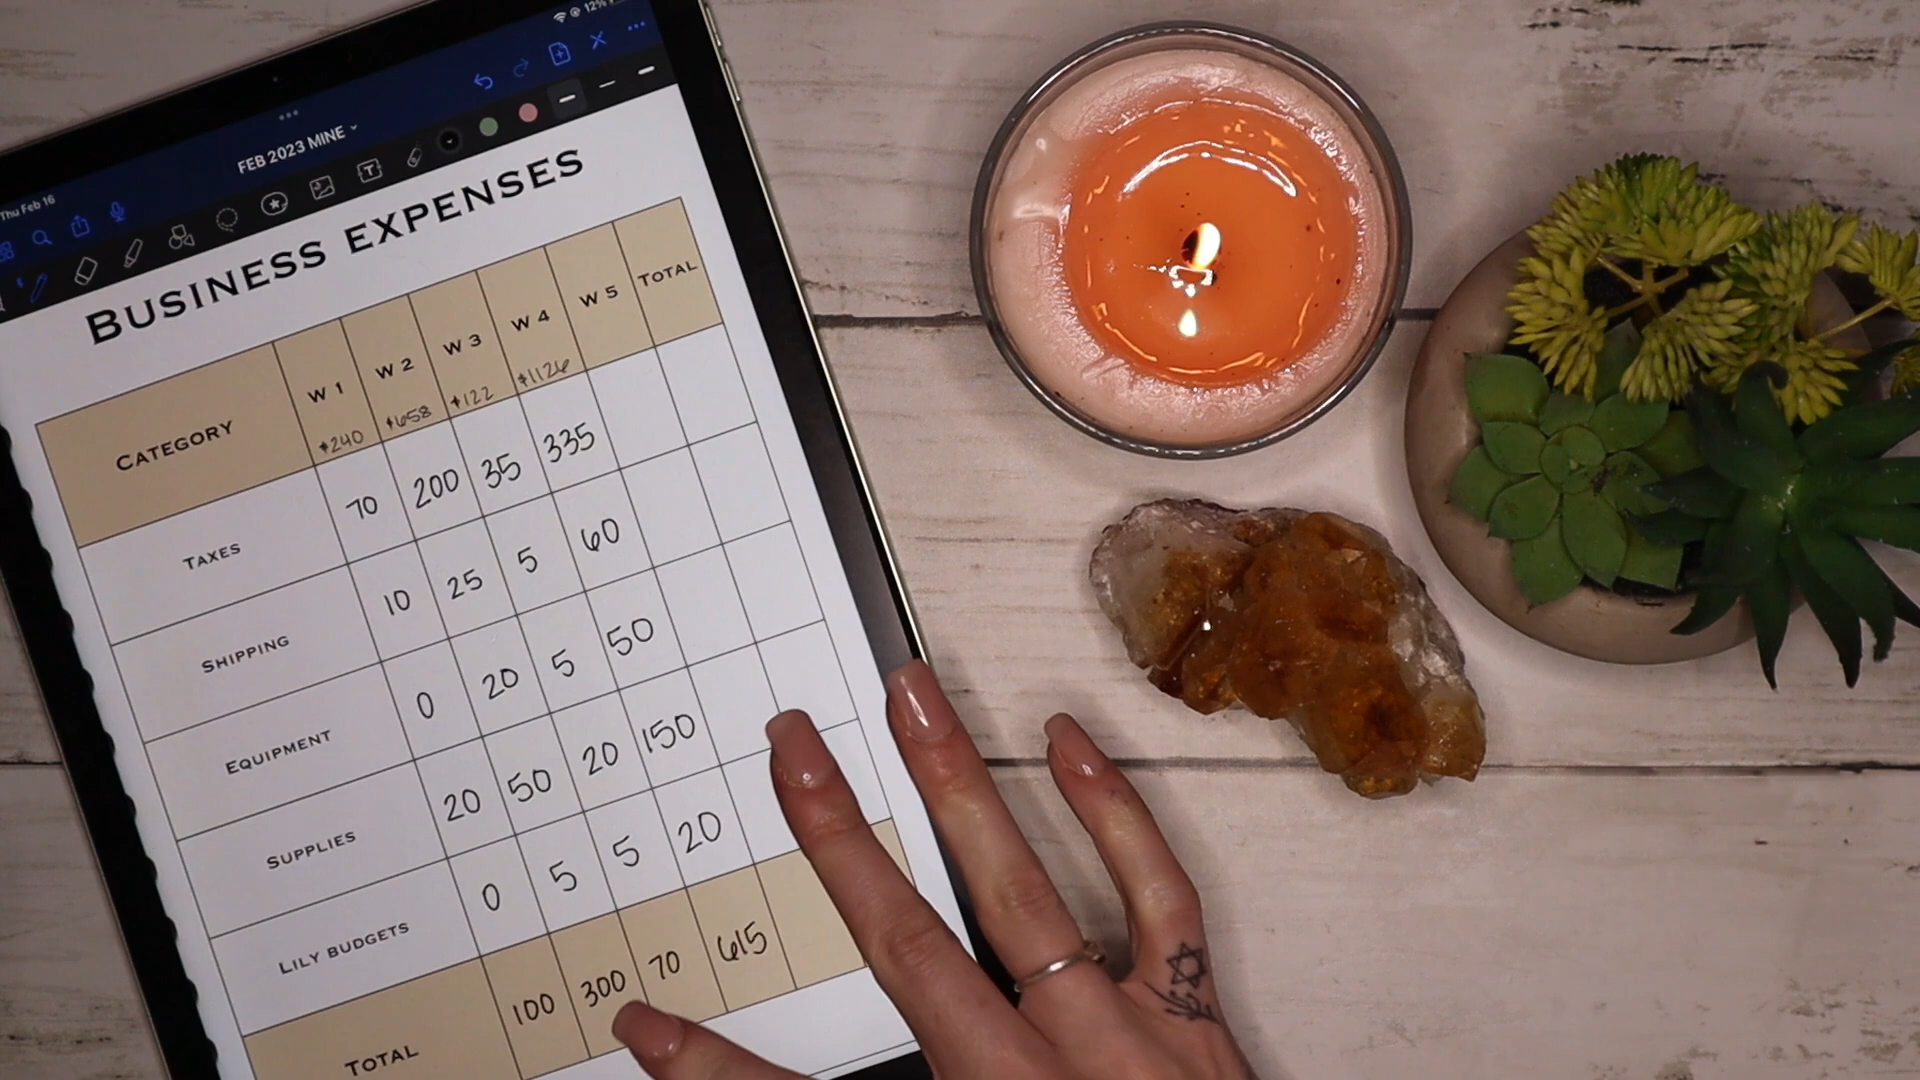 12%
FEB 2023 MINE
Thu Feb 16
BUSINESS EXPENSES
CATEGORY W 1 W 2 W 3 W 4 W 5 TOTAL
$240 $658 $122 $1126
TAXES 70 200 35 335
SHIPPING 10 25 5 60
EQUIPMENT 0 20 5 50
SUPPLIES 20 50 20 150
LILY BUDGETS 0 5 5 20
TOTAL 100 300 70 615